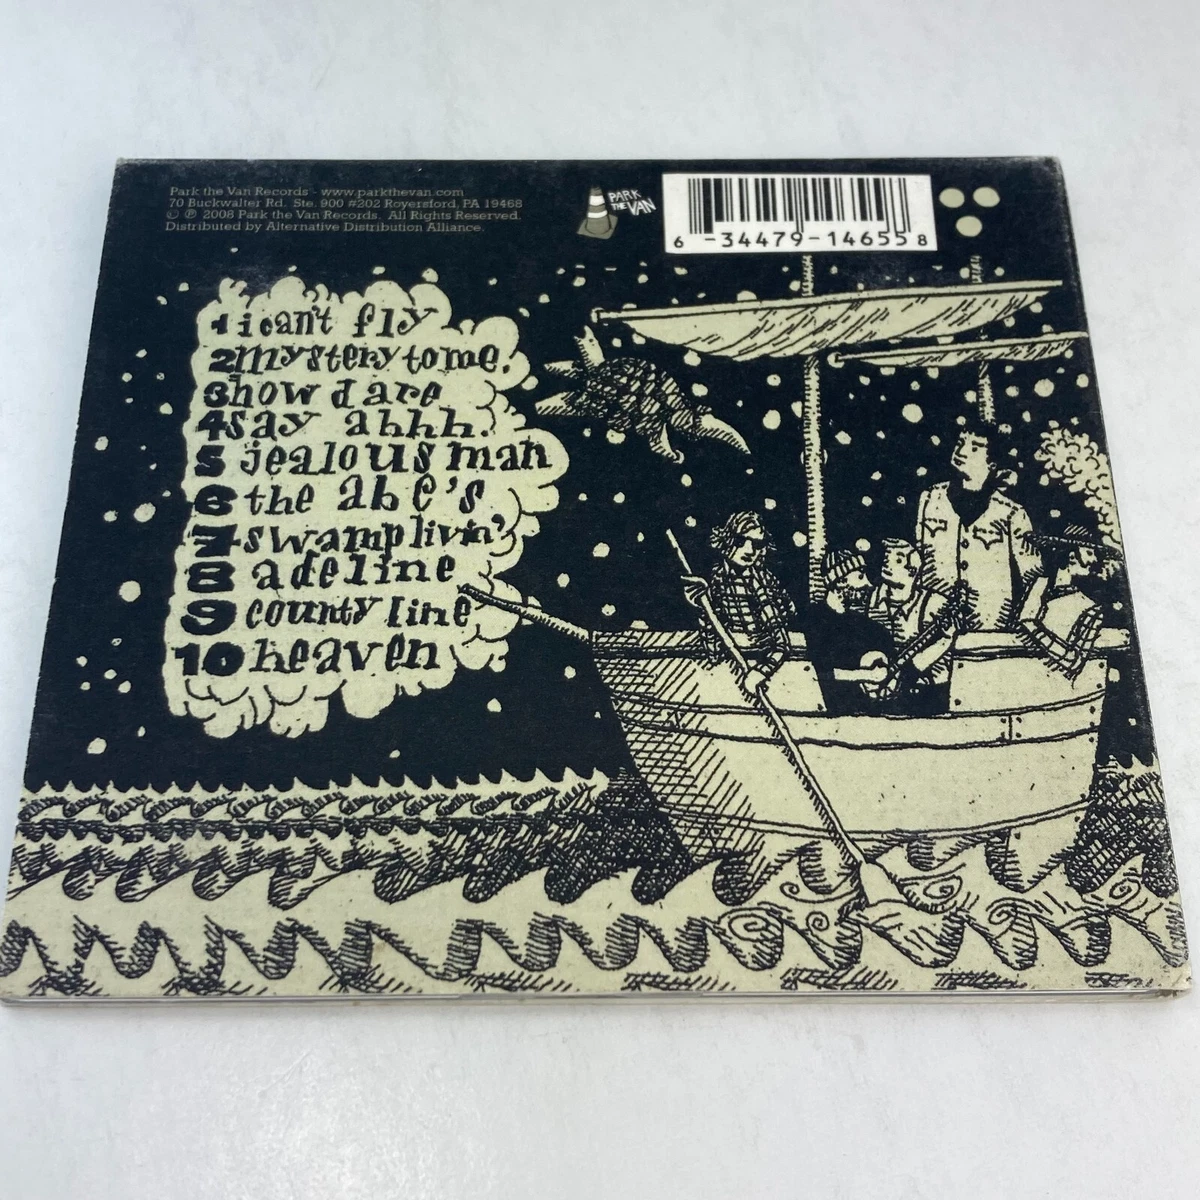 Park the Van Records - www.parkthevan.com
70 Buckwalter Rd. Ste. 900 #202 Royersford, PA 19468
© ℗ 2008 Park the Van Records. All Rights Reserved.
Distributed by Alternative Distribution Alliance.
PARK
THE VAN
6 -34479-14655 8
1 i can't fly
2 mystery to me.
3 how dare
4 say ahhh.
5 jealous man
6 the abc's
7 swamp livin'
8 adeline
9 county line
10 heaven